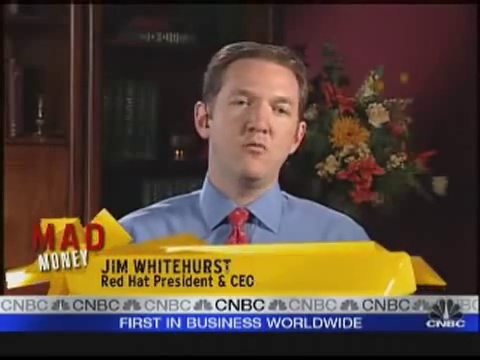 MAD
MONEY
JIM WHITEHURST
Red Hat President & CEO
CNBC CNBC CNBC CNBC CNBC CNBC CNBC CNBC
FIRST IN BUSINESS WORLDWIDE
CNBC